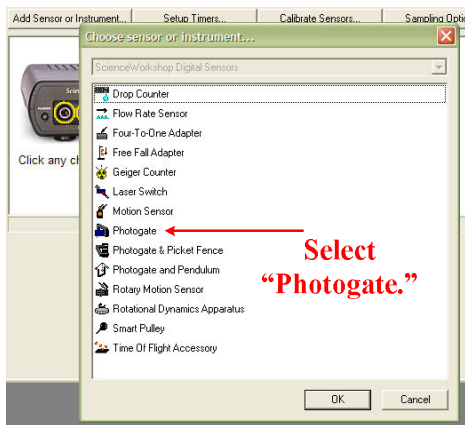 Add Sensor or Instrument... Setup Timers... Calibrate Sensors... Sampling Opti
Choose sensor or instrument...
ScienceWorkshop Digital Sensors
Drop Counter
Flow Rate Sensor
Four-To-One Adapter
Free Fall Adapter
Geiger Counter
Laser Switch
Motion Sensor
Photogate
Photogate & Picket Fence
Photogate and Pendulum
Rotary Motion Sensor
Rotational Dynamics Apparatus
Smart Pulley
Time Of Flight Accessory
Click any ch
Select
“Photogate.”
OK Cancel